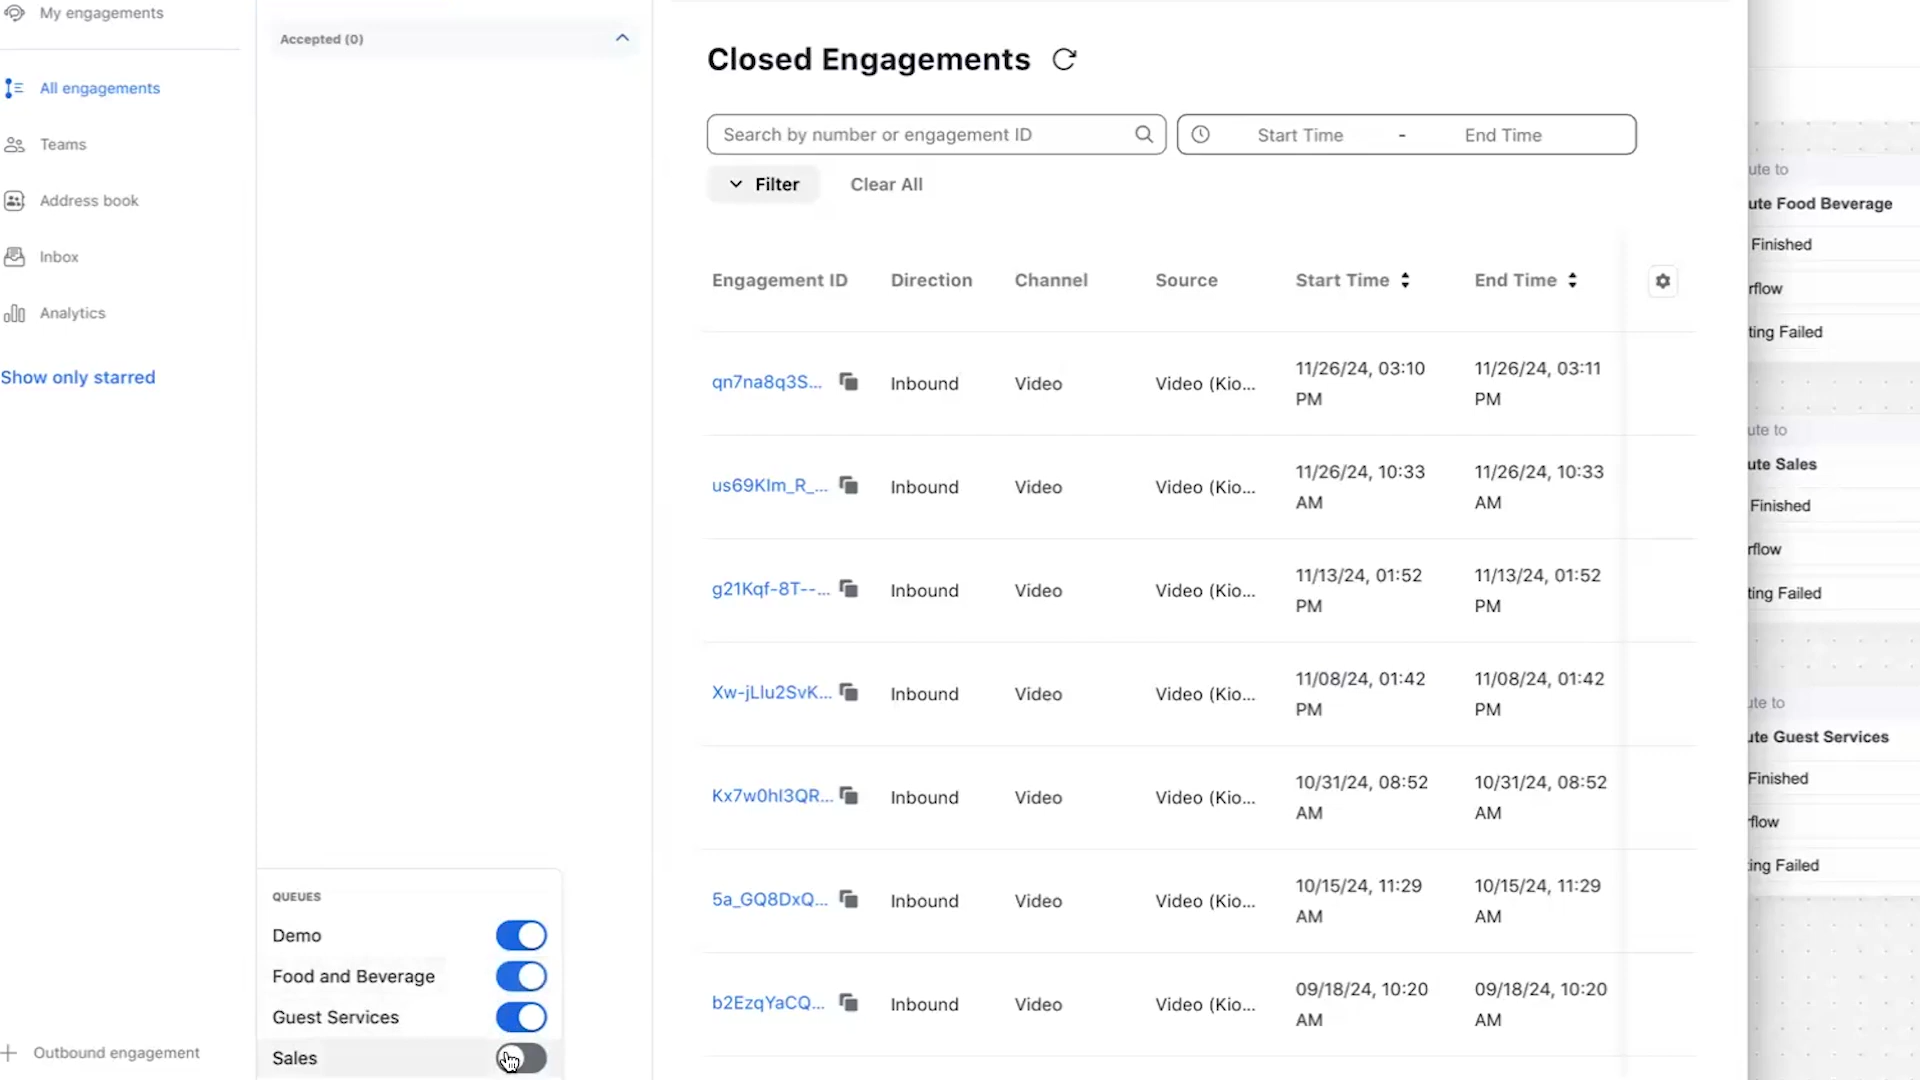 My engagements
All engagements
Teams
Address book
Inbox
Analytics
Show only starred
Outbound engagement
Accepted (0)
QUEUES
Demo
Food and Beverage
Guest Services
Sales
Closed Engagements
Search by number or engagement ID
Start Time - End Time
Filter Clear All
Engagement ID Direction Channel Source Start Time End Time
qn7na8q3S... Inbound Video Video (Kio... 11/26/24, 03:10 PM 11/26/24, 03:11 PM
us69KIm_R_... Inbound Video Video (Kio... 11/26/24, 10:33 AM 11/26/24, 10:33 AM
g21Kqf-8T--... Inbound Video Video (Kio... 11/13/24, 01:52 PM 11/13/24, 01:52 PM
Xw-jLlu2SvK... Inbound Video Video (Kio... 11/08/24, 01:42 PM 11/08/24, 01:42 PM
Kx7w0hI3QR... Inbound Video Video (Kio... 10/31/24, 08:52 AM 10/31/24, 08:52 AM
5a_GQ8DxQ... Inbound Video Video (Kio... 10/15/24, 11:29 AM 10/15/24, 11:29 AM
b2EzqYaCQ... Inbound Video Video (Kio... 09/18/24, 10:20 AM 09/18/24, 10:20 AM
ute to
ute Food Beverage
Finished
rflow
ting Failed
ute to
ute Sales
Finished
rflow
ting Failed
ute to
ute Guest Services
Finished
rflow
ting Failed